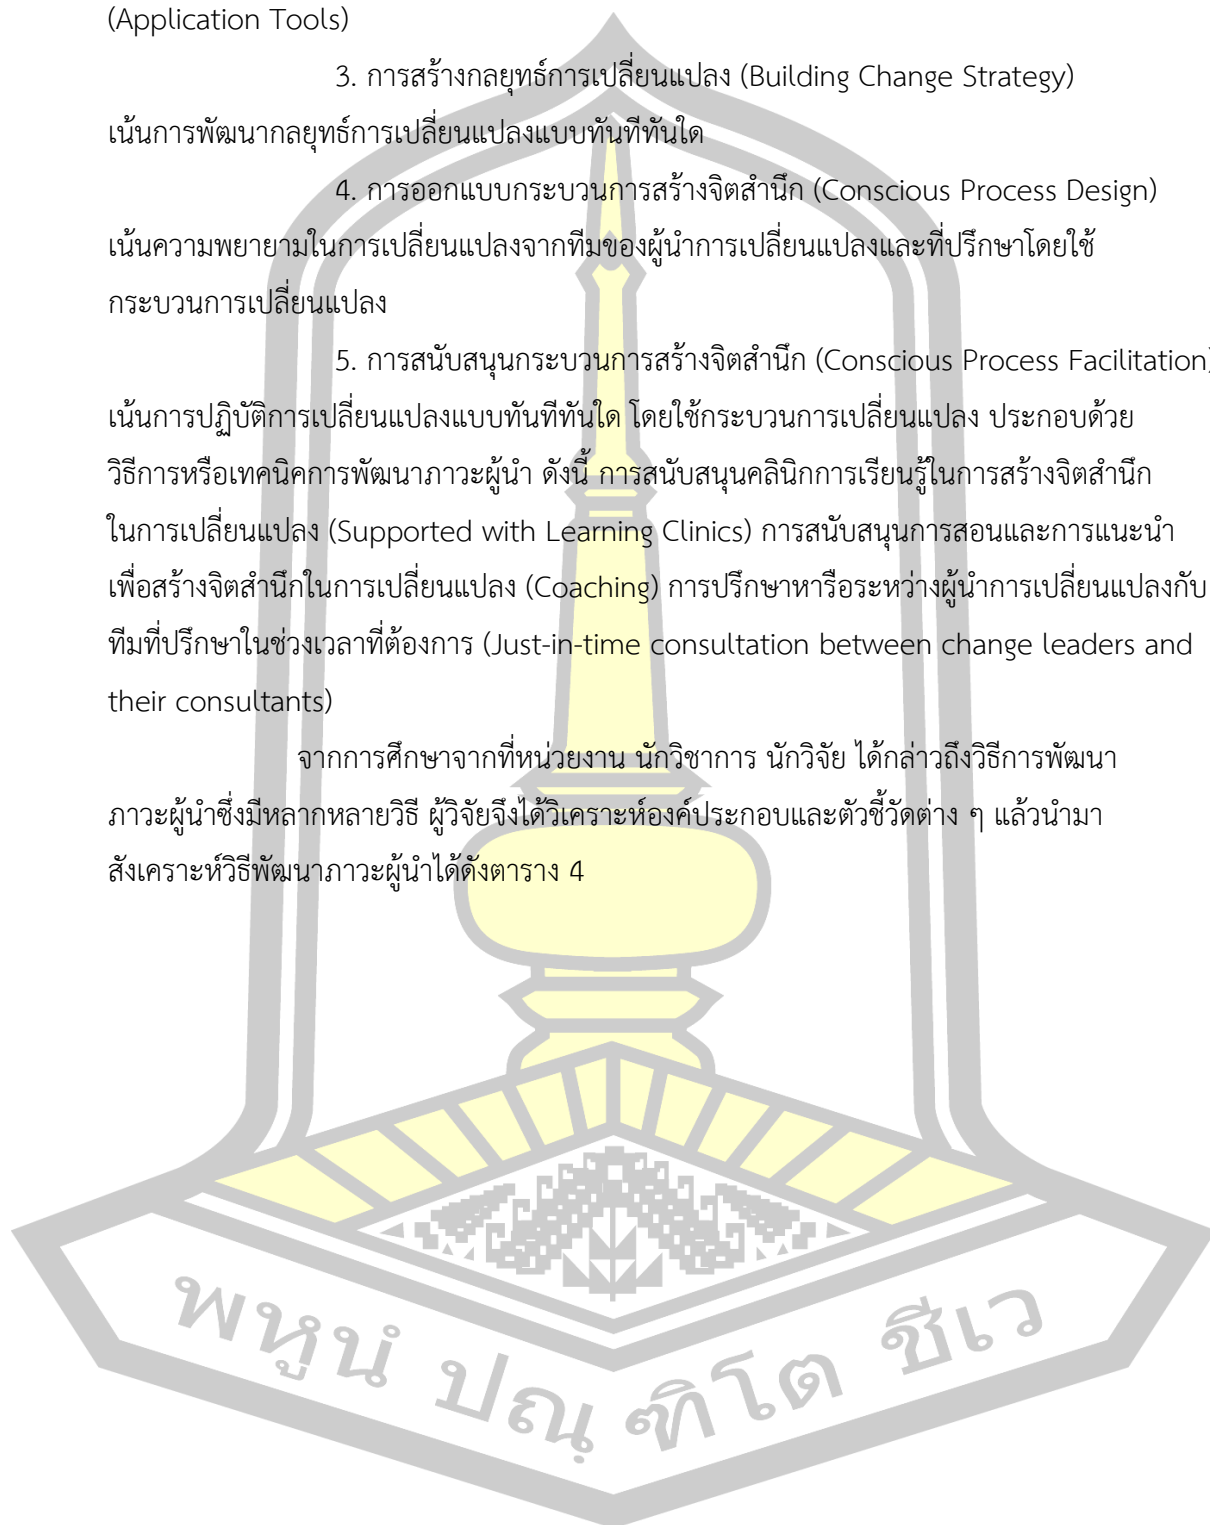 (Application Tools)
3. การสร้างกลยุทธ์การเปลี่ยนแปลง (Building Change Strategy)
เน้นการพัฒนากลยุทธ์การเปลี่ยนแปลงแบบทันทีทันใด
4. การออกแบบกระบวนการสร้างจิตสำนึก (Conscious Process Design)
เน้นความพยายามในการเปลี่ยนแปลงจากทีมของผู้นำการเปลี่ยนแปลงและที่ปรึกษาโดยใช้
กระบวนการเปลี่ยนแปลง
5. การสนับสนุนกระบวนการสร้างจิตสำนึก (Conscious Process Facilitation)
เน้นการปฏิบัติการเปลี่ยนแปลงแบบทันทีทันใด โดยใช้กระบวนการเปลี่ยนแปลง ประกอบด้วย
วิธีการหรือเทคนิคการพัฒนาภาวะผู้นำ ดังนี้ การสนับสนุนคลินิกการเรียนรู้ในการสร้างจิตสำนึก
ในการเปลี่ยนแปลง (Supported with Learning Clinics) การสนับสนุนการสอนและการแนะนำ
เพื่อสร้างจิตสำนึกในการเปลี่ยนแปลง (Coaching) การปรึกษาหารือระหว่างผู้นำการเปลี่ยนแปลงกับ
ทีมที่ปรึกษาในช่วงเวลาที่ต้องการ (Just-in-time consultation between change leaders and
their consultants)
จากการศึกษาจากที่หน่วยงาน นักวิชาการ นักวิจัย ได้กล่าวถึงวิธีการพัฒนา
ภาวะผู้นำซึ่งมีหลากหลายวิธี ผู้วิจัยจึงได้วิเคราะห์องค์ประกอบและตัวชี้วัดต่าง ๆ แล้วนำมา
สังเคราะห์วิธีพัฒนาภาวะผู้นำได้ดังตาราง 4
พหูนํ ปณฺฑิโต ชีเว